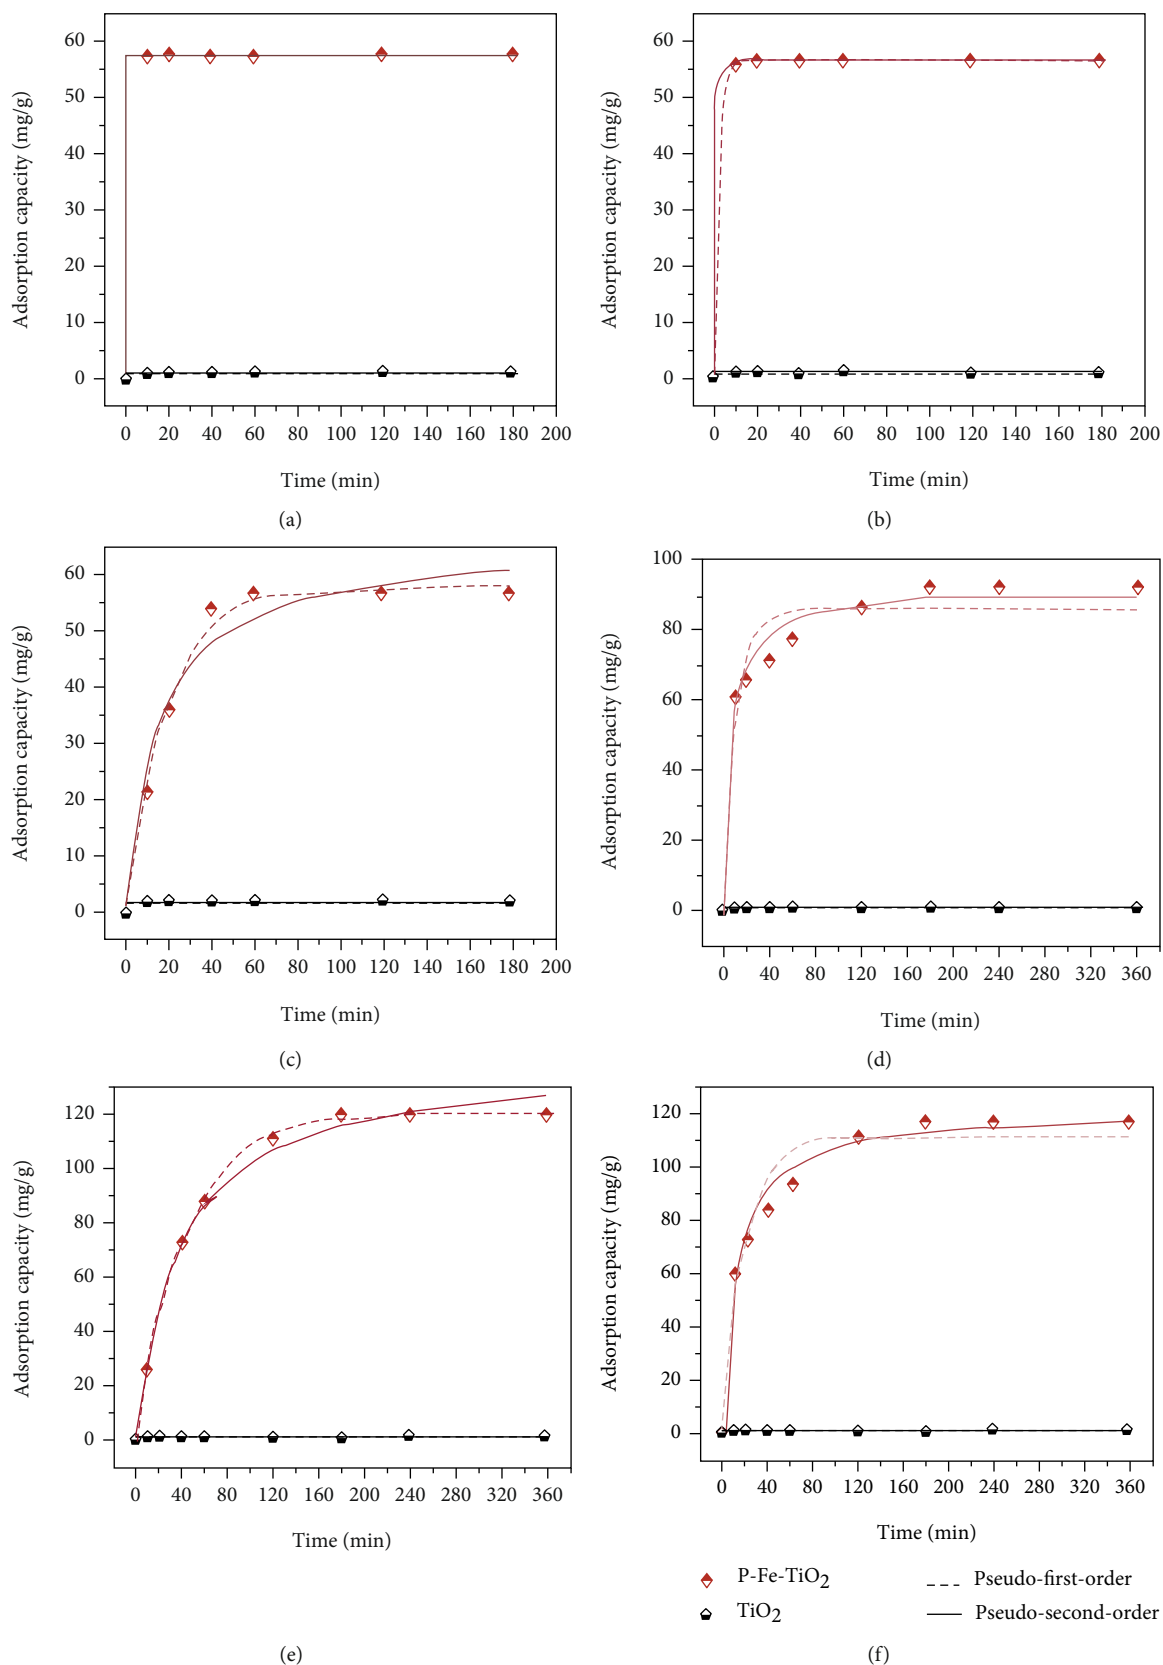 60
50
40
30
20
10
0
Adsorption capacity (mg/g)
0 20 40 60 80 100 120 140 160 180 200
Time (min)
(a)
60
50
40
30
20
10
0
Adsorption capacity (mg/g)
0 20 40 60 80 100 120 140 160 180 200
Time (min)
(b)
60
50
40
30
20
10
0
Adsorption capacity (mg/g)
0 20 40 60 80 100 120 140 160 180 200
Time (min)
(c)
100
80
60
40
20
0
Adsorption capacity (mg/g)
0 40 80 120 160 200 240 280 320 360
Time (min)
(d)
120
100
80
60
40
20
0
Adsorption capacity (mg/g)
0 40 80 120 160 200 240 280 320 360
Time (min)
(e)
120
100
80
60
40
20
0
Adsorption capacity (mg/g)
0 40 80 120 160 200 240 280 320 360
Time (min)
P-Fe-TiO2
TiO2
Pseudo-first-order
Pseudo-second-order
(f)